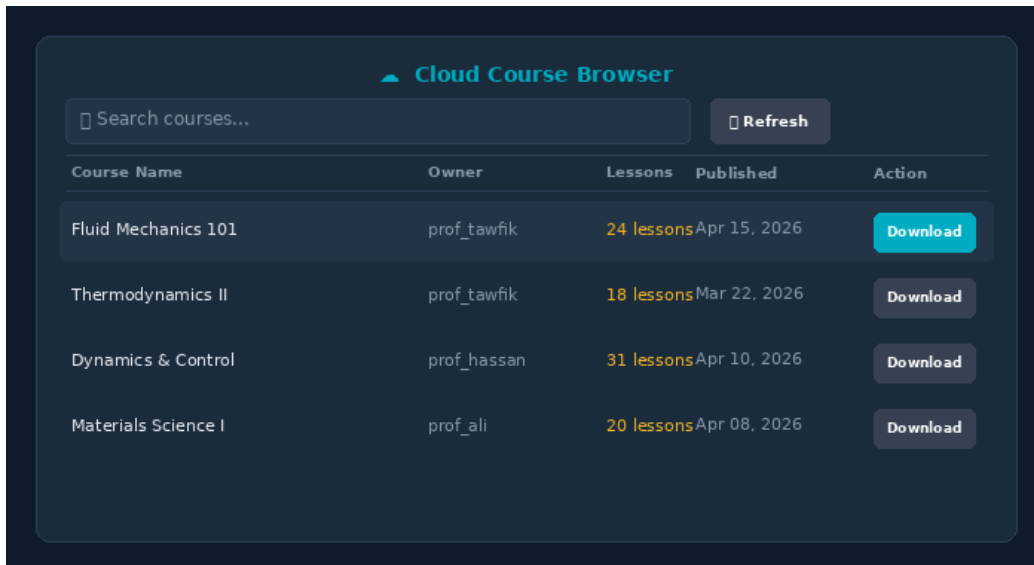 ☁ Cloud Course Browser
▯ Search courses... ▯ Refresh
Course Name Owner Lessons Published Action
Fluid Mechanics 101 prof_tawfik 24 lessons Apr 15, 2026 Download
Thermodynamics II prof_tawfik 18 lessons Mar 22, 2026 Download
Dynamics & Control prof_hassan 31 lessons Apr 10, 2026 Download
Materials Science I prof_ali 20 lessons Apr 08, 2026 Download